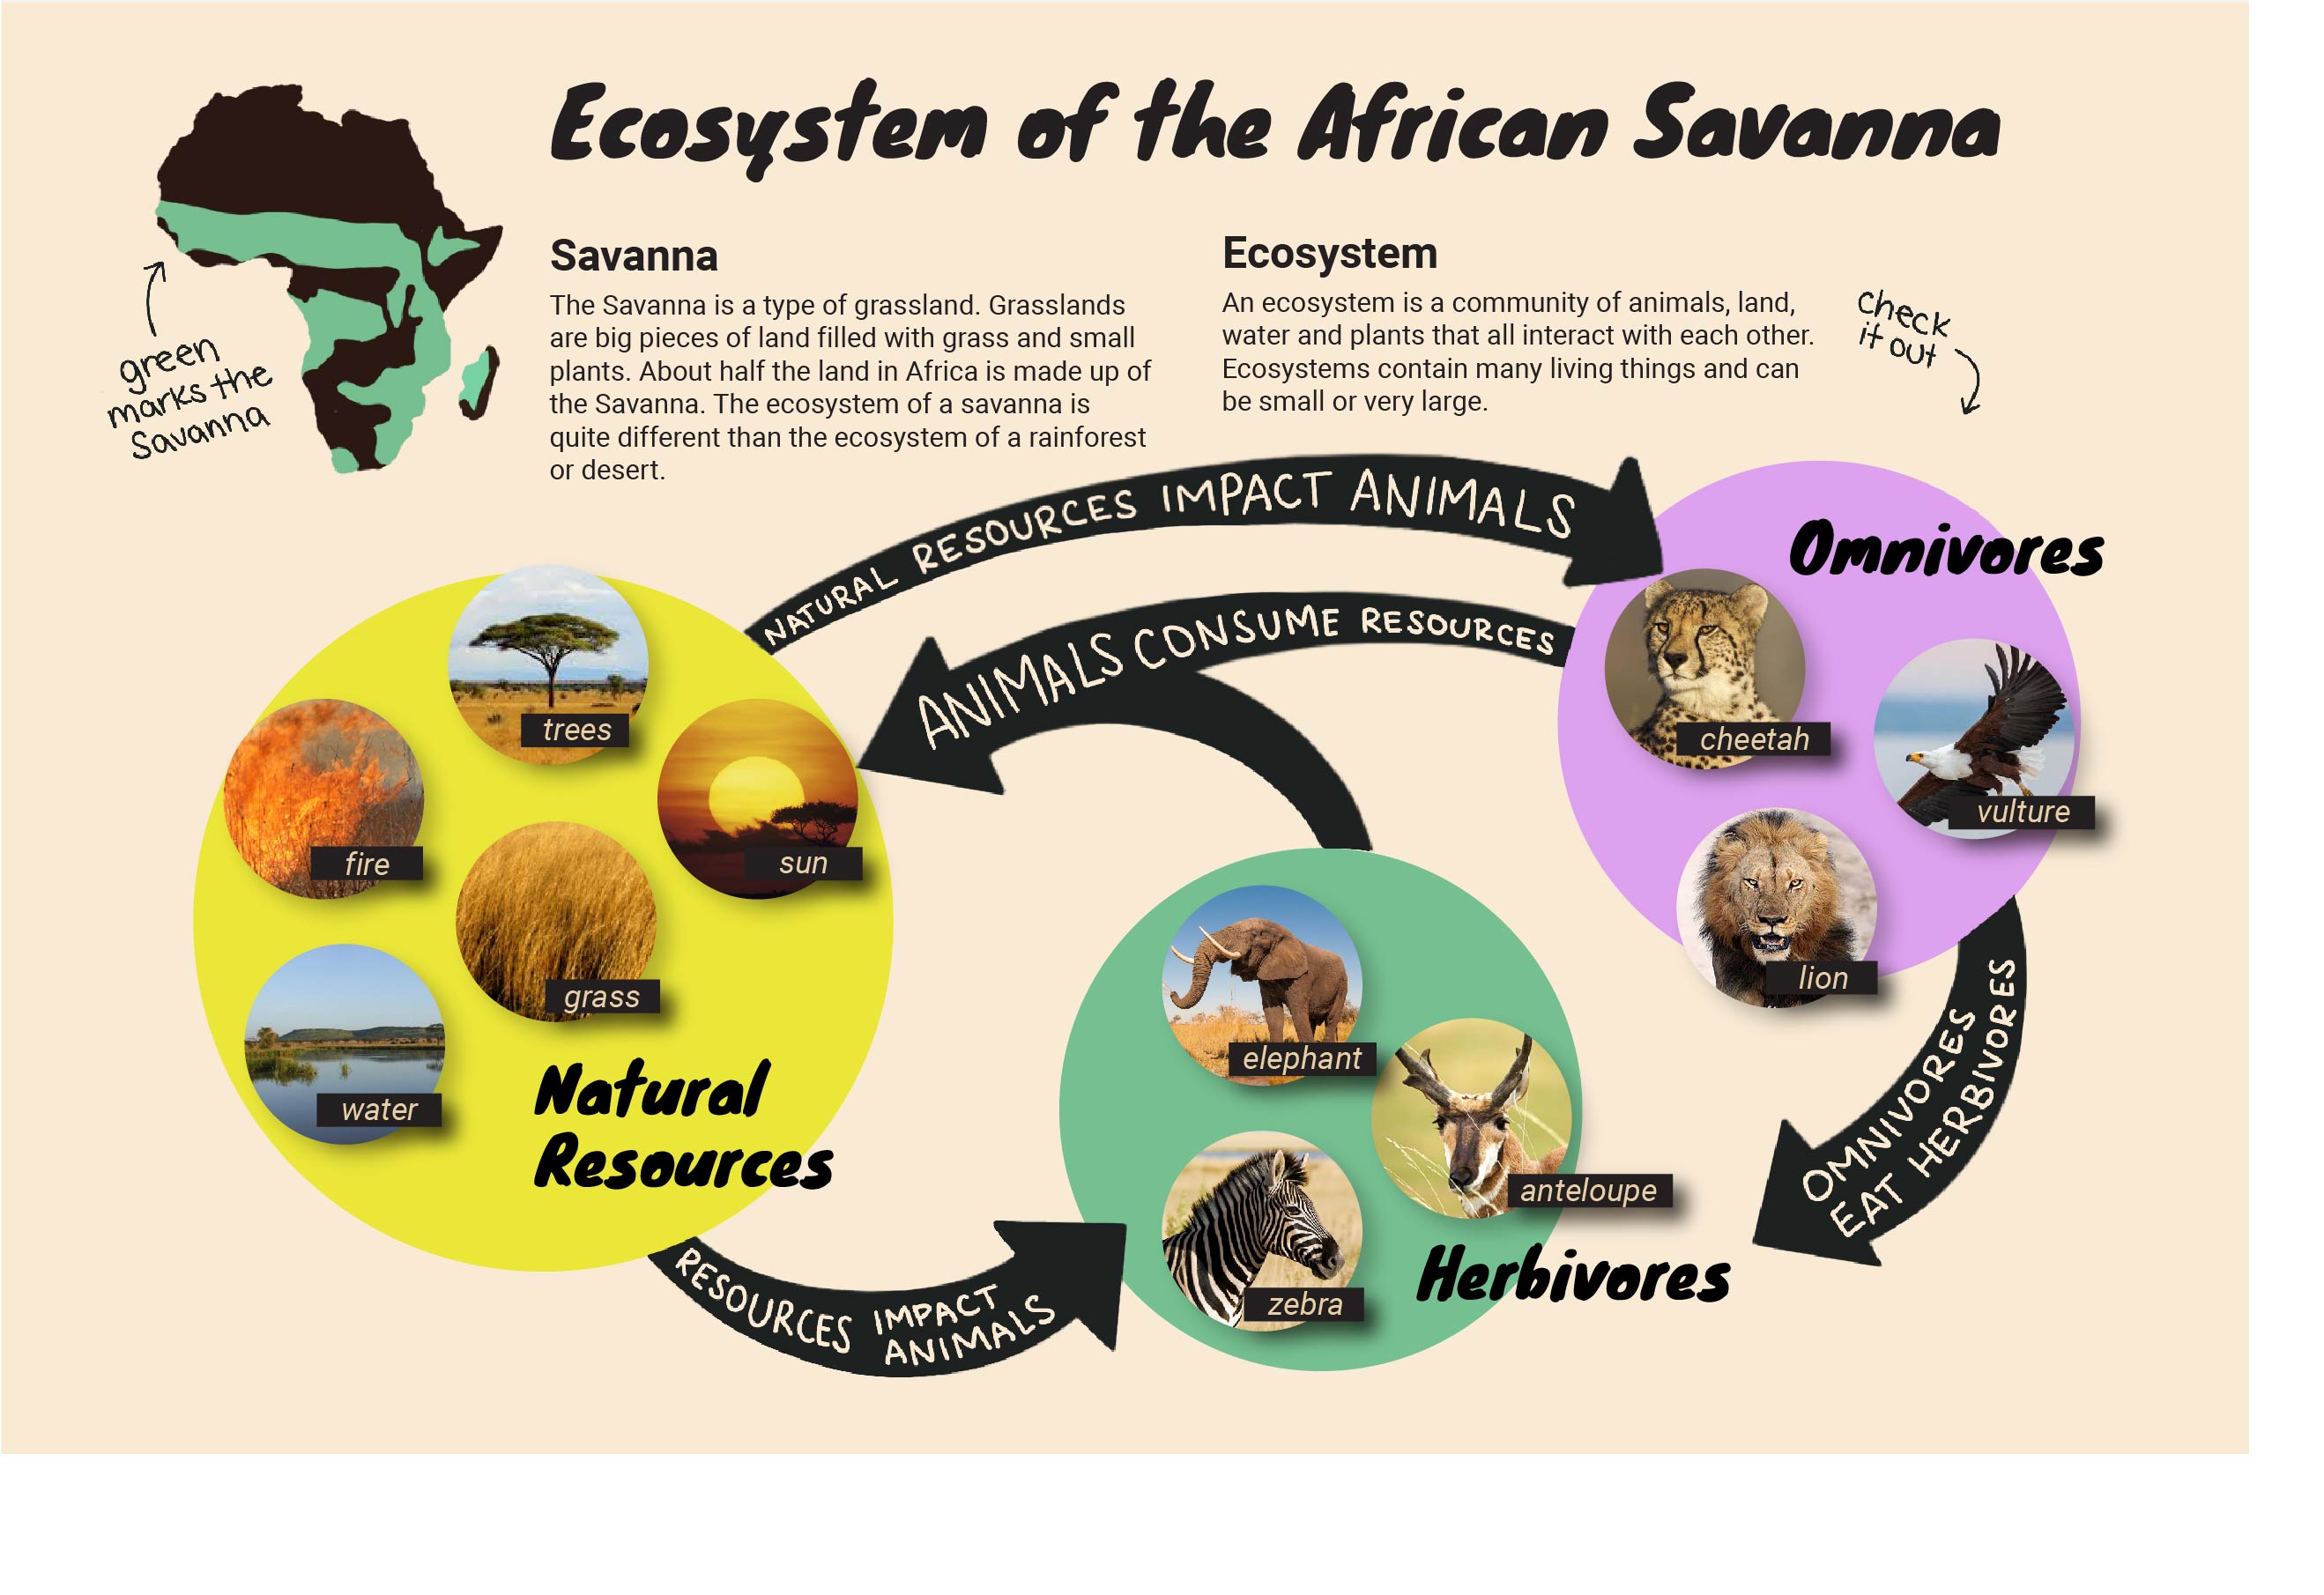 Ecosystem of the African Savanna
green
marks the
Savanna
Savanna
The Savanna is a type of grassland. Grasslands
are big pieces of land filled with grass and small
plants. About half the land in Africa is made up of
the Savanna. The ecosystem of a savanna is
quite different than the ecosystem of a rainforest
or desert.
Ecosystem
An ecosystem is a community of animals, land,
water and plants that all interact with each other.
Ecosystems contain many living things and can
be small or very large.
check
it out
NATURAL RESOURCES IMPACT ANIMALS
ANIMALS CONSUME RESOURCES
Omnivores
cheetah
vulture
lion
trees
fire
sun
grass
water
Natural
Resources
elephant
anteloupe
zebra
Herbivores
OMNIVORES
EAT HERBIVORES
RESOURCES IMPACT
ANIMALS